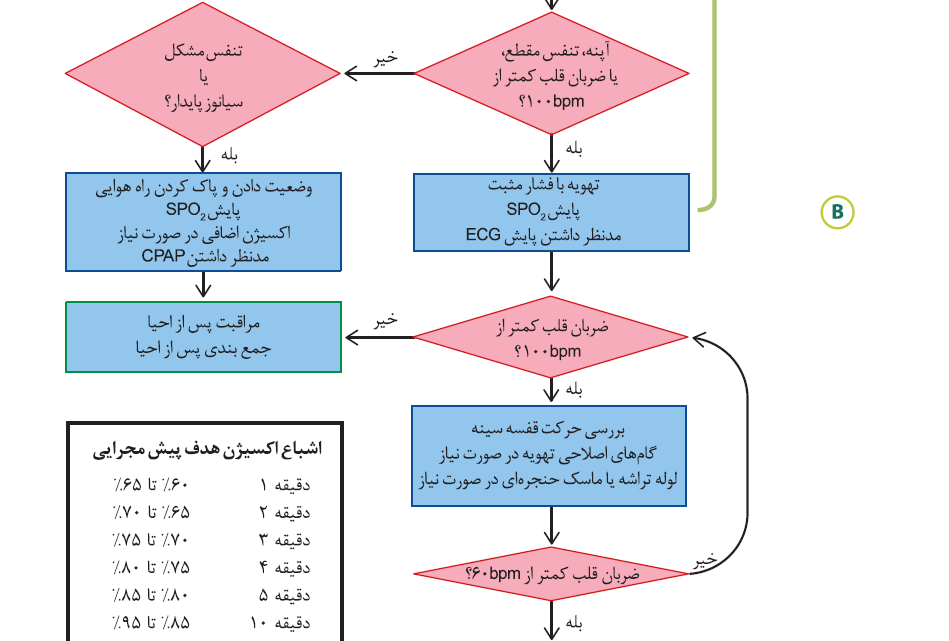 آپنه، تنفس مقطع،
یا ضربان قلب کمتر از
۱۰۰bpm؟
خیر
تنفس مشکل
یا
سیانوز پایدار؟
بله
بله
تهویه با فشار مثبت
پایش SPO₂
مدنظر داشتن پایش ECG
وضعیت دادن و پاک کردن راه هوایی
پایش SPO₂
اکسیژن اضافی در صورت نیاز
مدنظر داشتن CPAP
B
ضربان قلب کمتر از
۱۰۰bpm؟
خیر
مراقبت پس از احیا
جمع بندی پس از احیا
بله
بررسی حرکت قفسه سینه
گام‌های اصلاحی تهویه در صورت نیاز
لوله تراشه یا ماسک حنجره‌ای در صورت نیاز
ضربان قلب کمتر از ۶۰bpm؟
خیر
بله
اشباع اکسیژن هدف پیش مجرایی
دقیقه ۱ ۶۰٪ تا ۶۵٪
دقیقه ۲ ۶۵٪ تا ۷۰٪
دقیقه ۳ ۷۰٪ تا ۷۵٪
دقیقه ۴ ۷۵٪ تا ۸۰٪
دقیقه ۵ ۸۰٪ تا ۸۵٪
دقیقه ۱۰ ۸۵٪ تا ۹۵٪